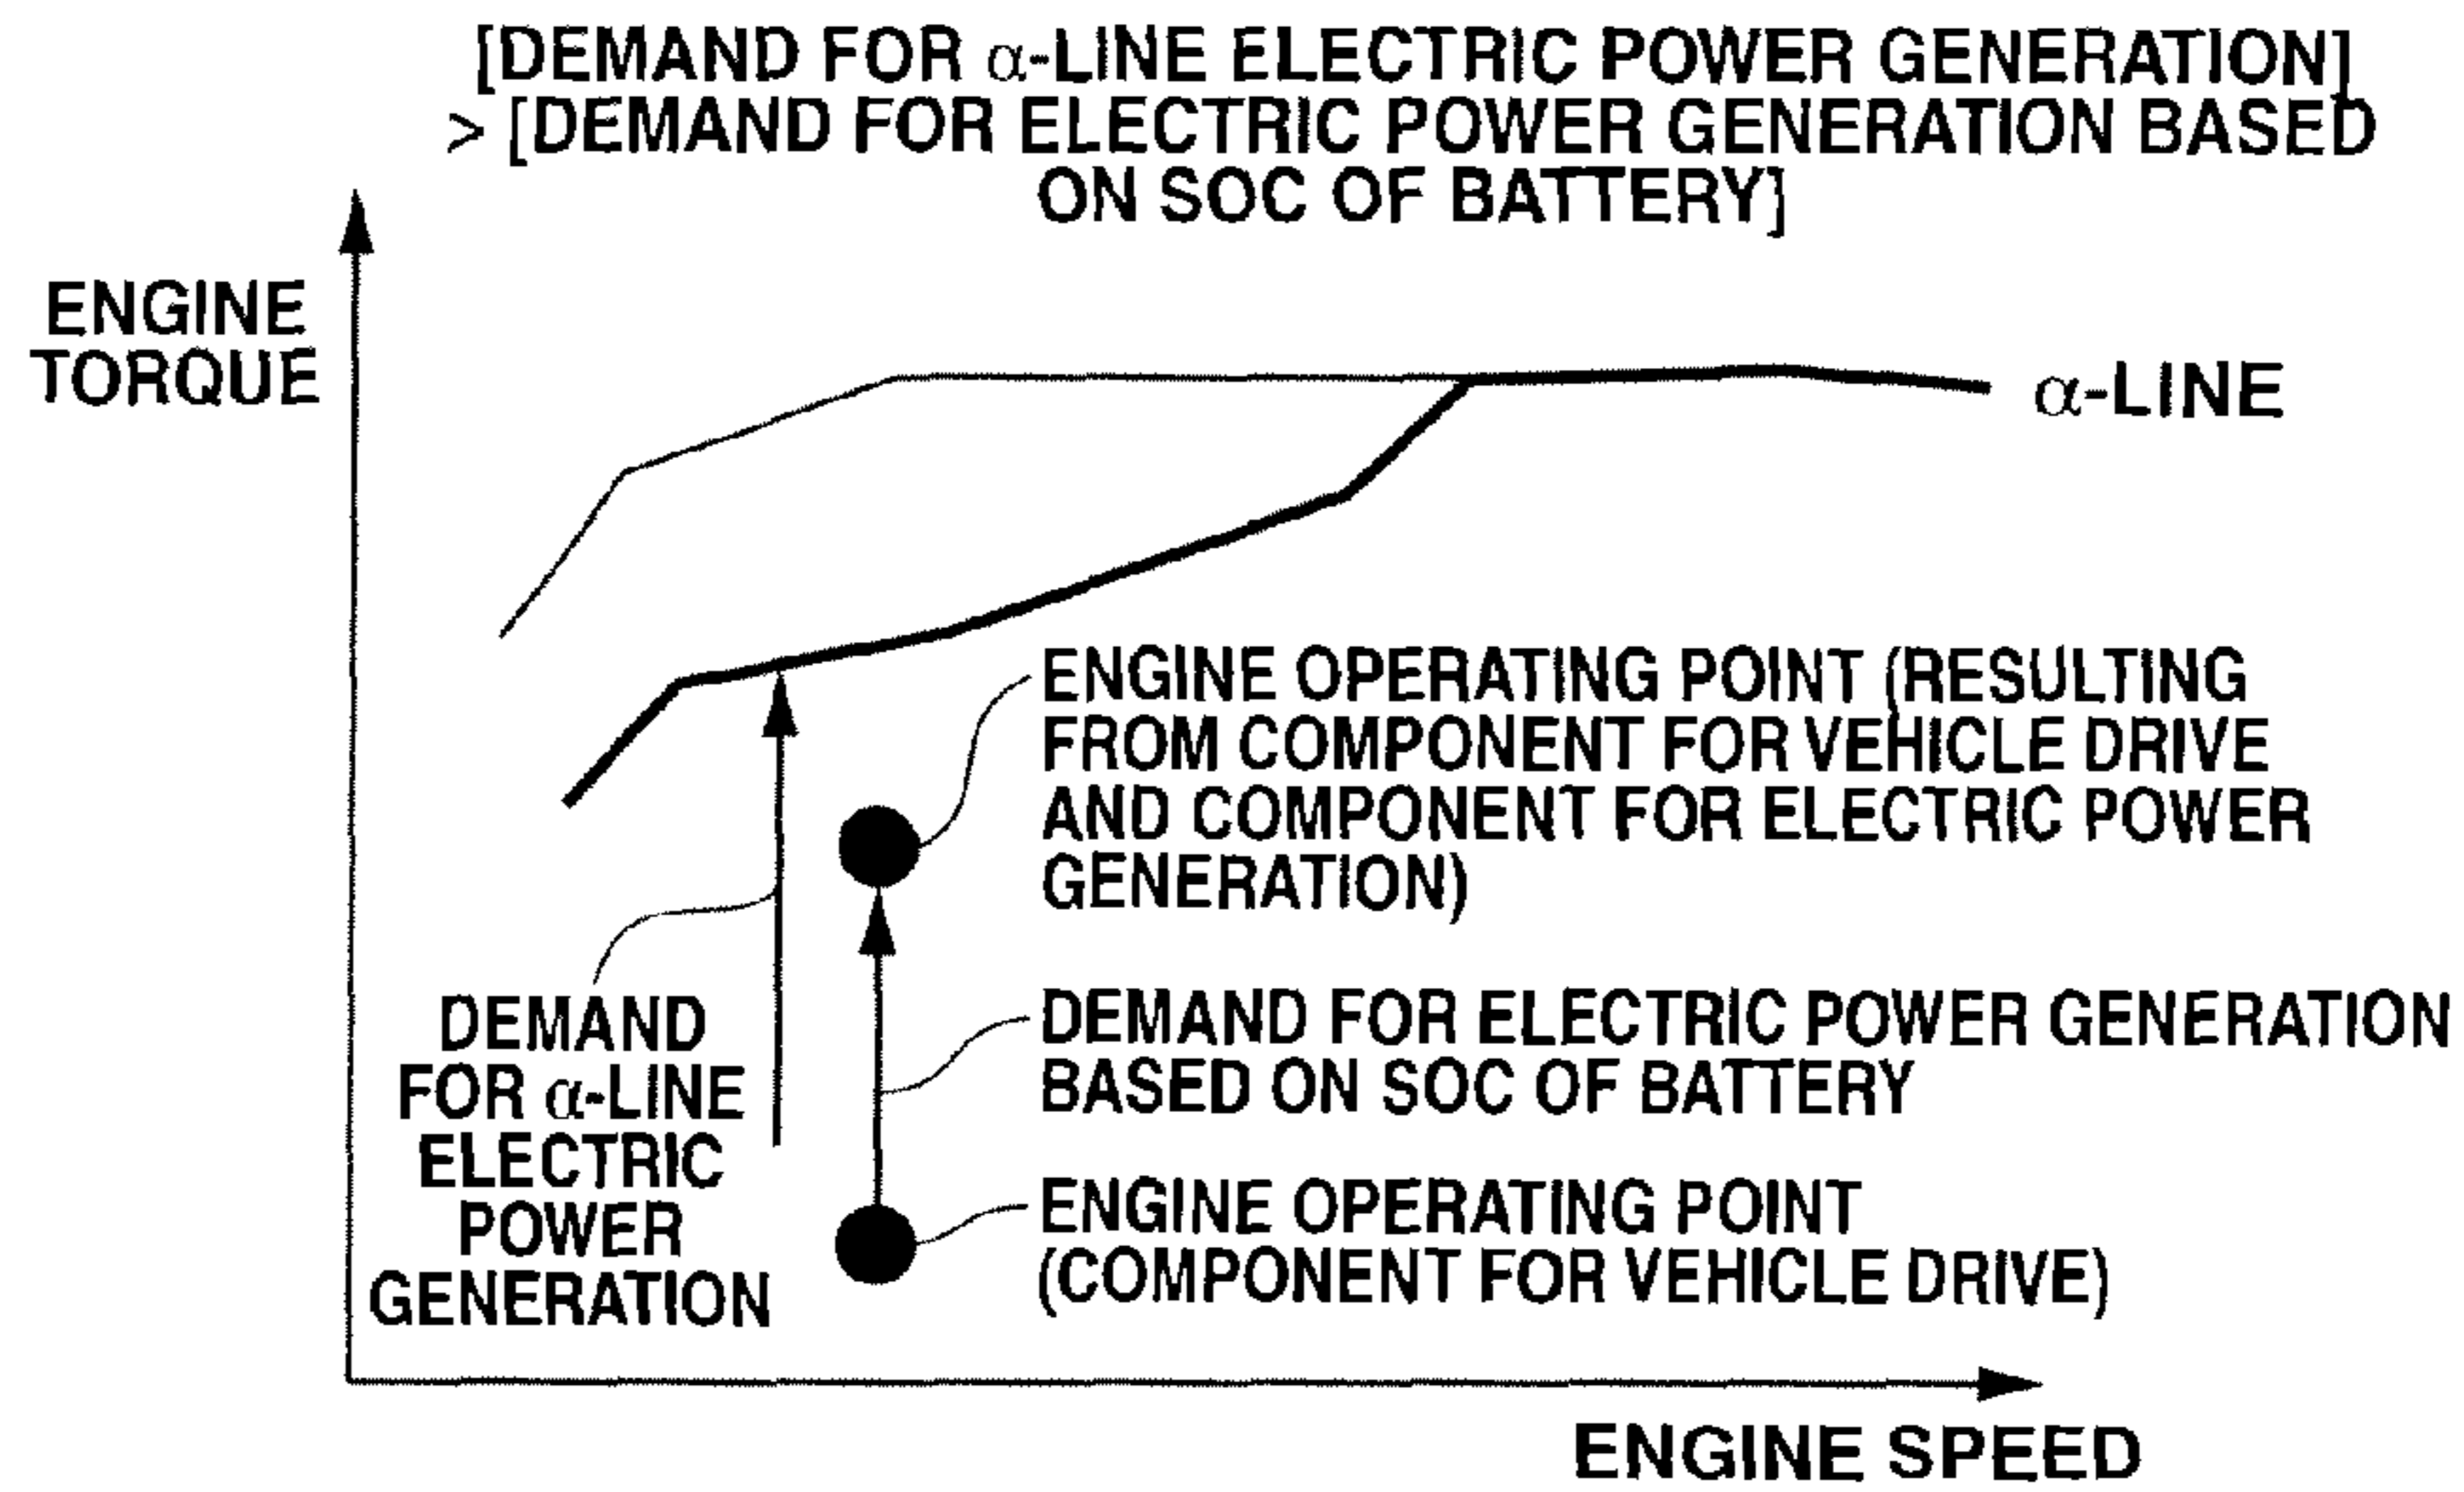 [DEMAND FOR α-LINE ELECTRIC POWER GENERATION]
> [DEMAND FOR ELECTRIC POWER GENERATION BASED
ON SOC OF BATTERY]
ENGINE
TORQUE
α-LINE
ENGINE OPERATING POINT (RESULTING
FROM COMPONENT FOR VEHICLE DRIVE
AND COMPONENT FOR ELECTRIC POWER
GENERATION)
DEMAND
FOR α-LINE
ELECTRIC
POWER
GENERATION
DEMAND FOR ELECTRIC POWER GENERATION
BASED ON SOC OF BATTERY
ENGINE OPERATING POINT
(COMPONENT FOR VEHICLE DRIVE)
ENGINE SPEED